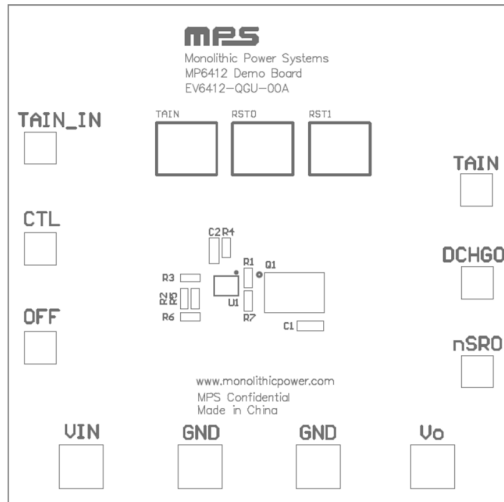 mps
Monolithic Power Systems
MP6412 Demo Board
EV6412-QGU-00A
TAIN_IN
TAIN
RST0
RST1
TAIN
CTL
C2 R4
DCHGO
R3
R1
Q1
R2
R5
U1
R6
R7
C1
OFF
nSRO
www.monolithicpower.com
MPS Confidential
Made in China
VIN
GND
GND
Vo